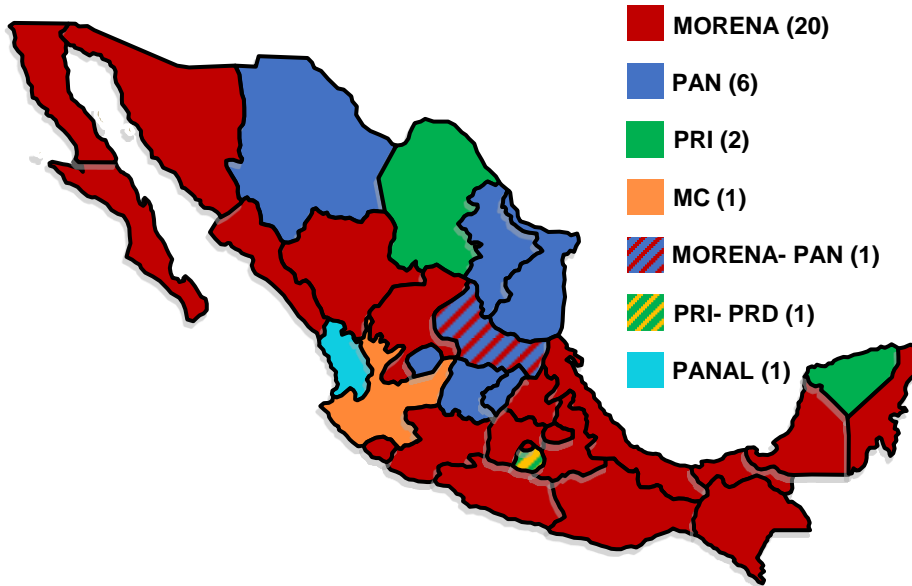 MORENA (20)
PAN (6)
PRI (2)
MC (1)
MORENA- PAN (1)
PRI- PRD (1)
PANAL (1)